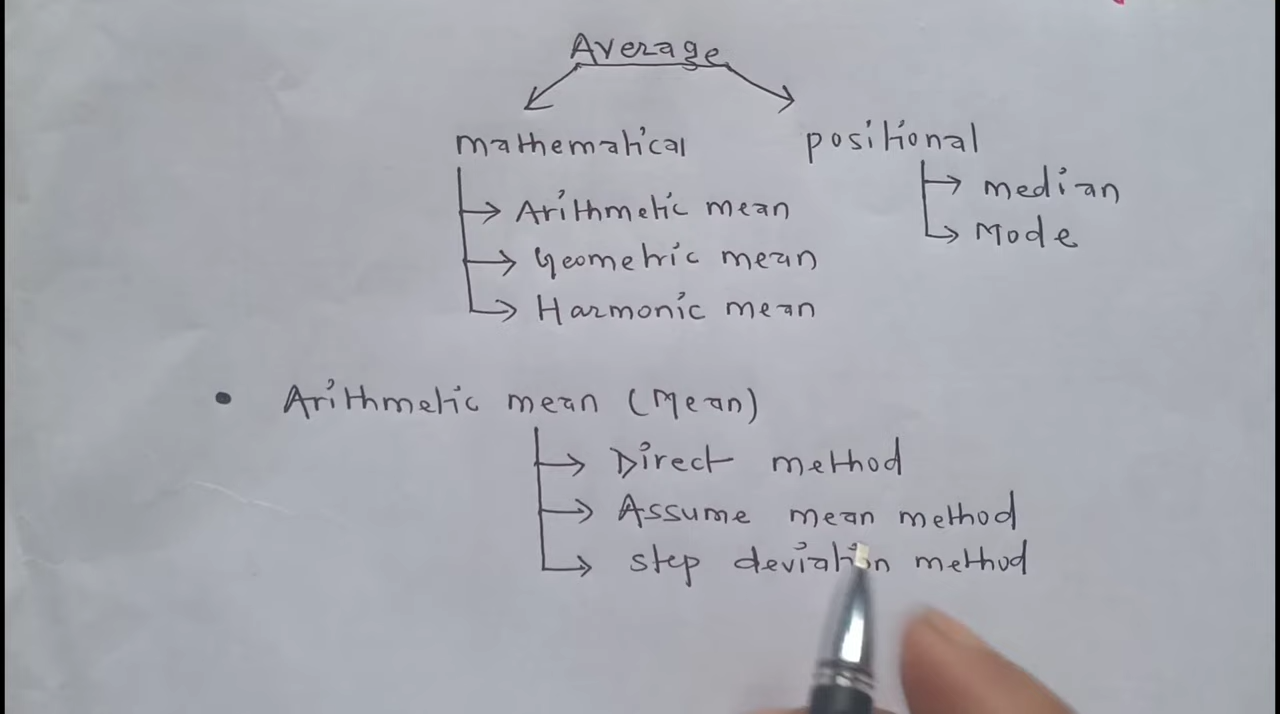 Average
mathematical
positional
Arithmetic mean
Geometric mean
Harmonic mean
median
Mode
Arithmetic mean (Mean)
Direct method
Assume mean method
step deviation method